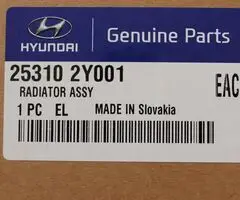 HYUNDAI
Genuine Parts
25310 2Y001
RADIATOR ASSY
EAC
1 PC EL MADE IN Slovakia